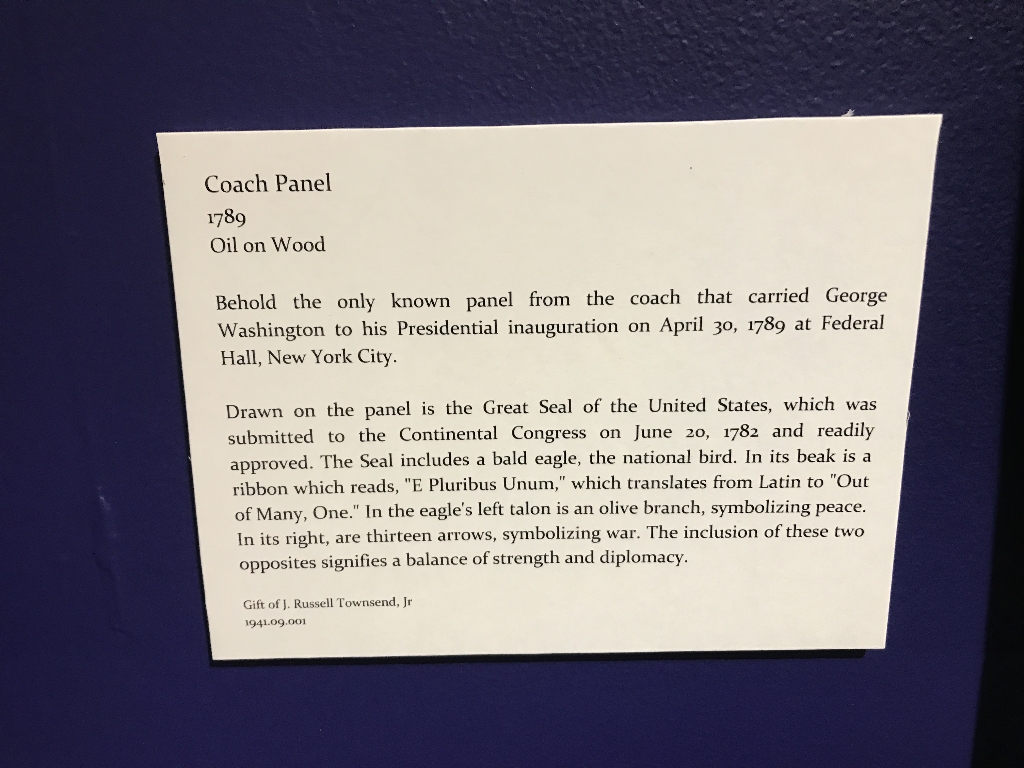 Coach Panel
1789
Oil on Wood
Behold the only known panel from the coach that carried George
Washington to his Presidential inauguration on April 30, 1789 at Federal
Hall, New York City.
Drawn on the panel is the Great Seal of the United States, which was
submitted to the Continental Congress on June 20, 1782 and readily
approved. The Seal includes a bald eagle, the national bird. In its beak is a
ribbon which reads, "E Pluribus Unum," which translates from Latin to "Out
of Many, One." In the eagle's left talon is an olive branch, symbolizing peace.
In its right, are thirteen arrows, symbolizing war. The inclusion of these two
opposites signifies a balance of strength and diplomacy.
Gift of J. Russell Townsend, Jr
1941.09.001